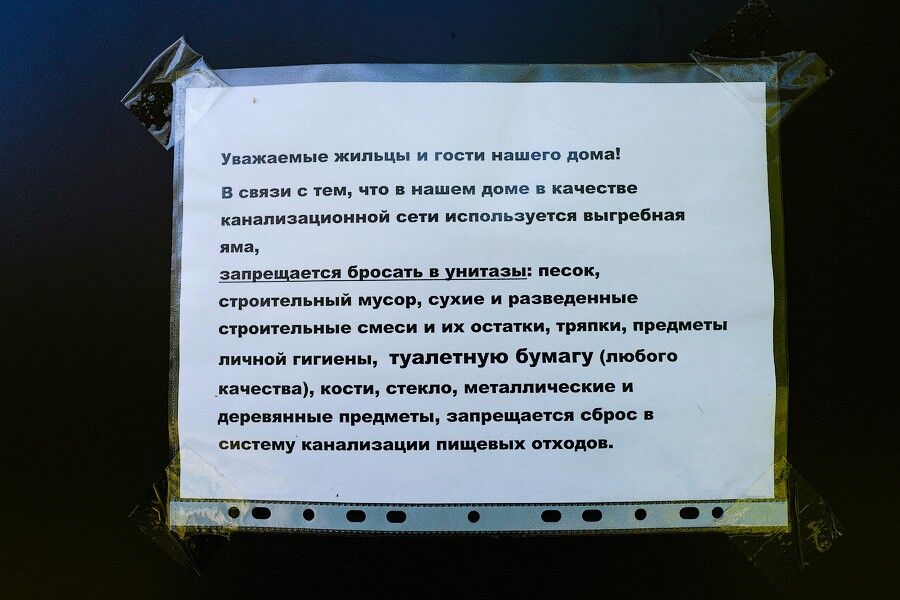 Уважаемые жильцы и гости нашего дома!
В связи с тем, что в нашем доме в качестве
канализационной сети используется выгребная
яма,
запрещается бросать в унитазы: песок,
строительный мусор, сухие и разведенные
строительные смеси и их остатки, тряпки, предметы
личной гигиены, туалетную бумагу (любого
качества), кости, стекло, металлические и
деревянные предметы, запрещается сброс в
систему канализации пищевых отходов.